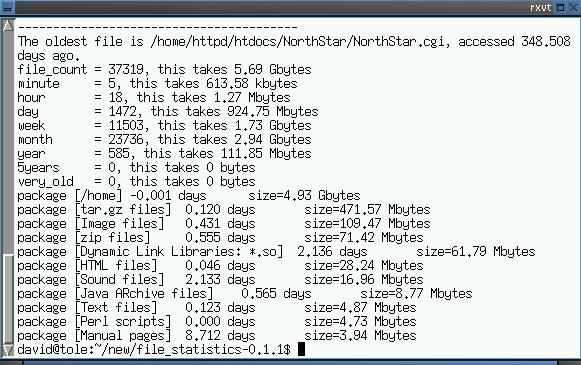 rxvt
----------------------------------------
The oldest file is /home/httpd/htdocs/NorthStar/NorthStar.cgi, accessed 348.508
days ago.
file_count = 37319, this takes 5.69 Gbytes
minute     = 5, this takes 613.58 kbytes
hour       = 18, this takes 1.27 Mbytes
day        = 1472, this takes 924.75 Mbytes
week       = 11503, this takes 1.73 Gbytes
month      = 23736, this takes 2.94 Gbytes
year       = 585, this takes 111.85 Mbytes
5years     = 0, this takes 0 bytes
very_old   = 0, this takes 0 bytes
package [/home] -0.001 days      size=4.93 Gbytes
package [tar.gz files]  0.120 days       size=471.57 Mbytes
package [Image files]   0.431 days       size=109.47 Mbytes
package [zip files]     0.555 days       size=71.42 Mbytes
package [Dynamic Link Libraries: *.so]  2.136 days       size=61.79 Mbytes
package [HTML files]    0.046 days       size=28.24 Mbytes
package [Sound files]   2.133 days       size=16.96 Mbytes
package [Java ARchive files]    0.565 days       size=8.77 Mbytes
package [Text files]    0.123 days       size=4.87 Mbytes
package [Perl scripts]  0.000 days       size=4.73 Mbytes
package [Manual pages]  8.712 days       size=3.94 Mbytes
david@tole:~/new/file_statistics-0.1.1$